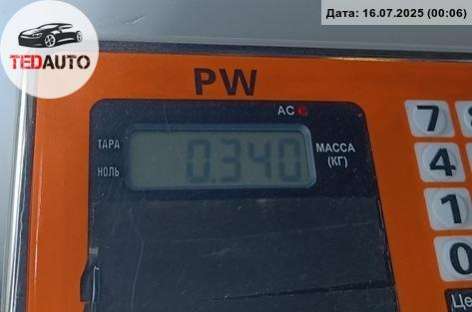 Дата: 16.07.2025 (00:06)
TEDAUTO
PW
AC
ТАРА
НОЛЬ
0.340
МАССА
(КГ)
7
4
1
0
Це